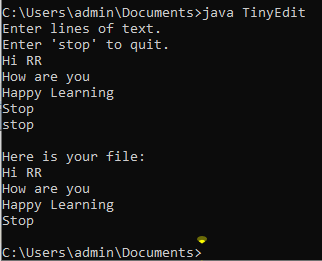 C:\Users\admin\Documents>java TinyEdit
Enter lines of text.
Enter 'stop' to quit.
Hi RR
How are you
Happy Learning
Stop
stop
Here is your file:
Hi RR
How are you
Happy Learning
Stop
C:\Users\admin\Documents>